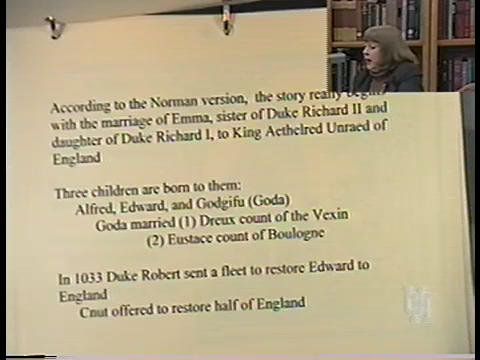 According to the Norman version, the story really begins
with the marriage of Emma, sister of Duke Richard II and
daughter of Duke Richard I, to King Aethelred Unraed of
England
Three children are born to them:
Alfred, Edward, and Godgifu (Goda)
Goda married (1) Dreux count of the Vexin
(2) Eustace count of Boulogne
In 1033 Duke Robert sent a fleet to restore Edward to
England
Cnut offered to restore half of England